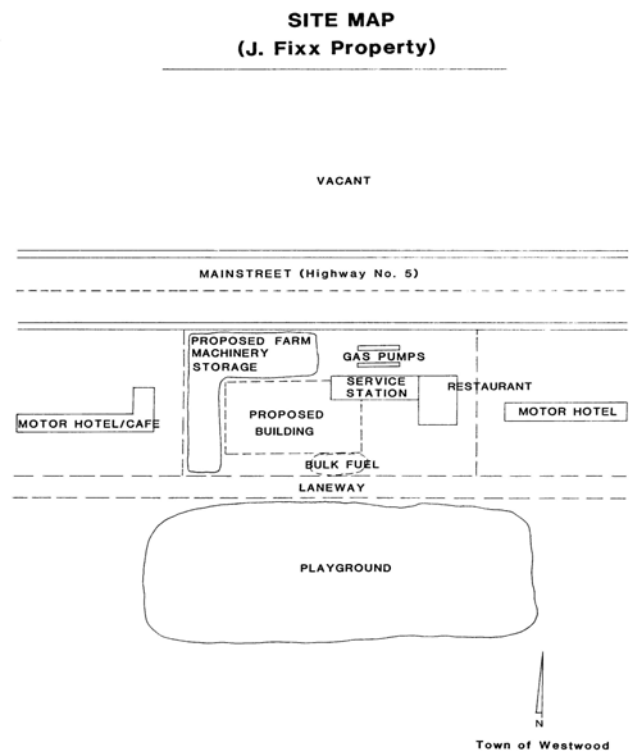 SITE MAP
(J. Fixx Property)
VACANT
MAINSTREET (Highway No. 5)
PROPOSED FARM
MACHINERY
STORAGE
GAS PUMPS
SERVICE
STATION
RESTAURANT
MOTOR HOTEL/CAFE
PROPOSED
BUILDING
MOTOR HOTEL
BULK FUEL
LANEWAY
PLAYGROUND
N
Town of Westwood